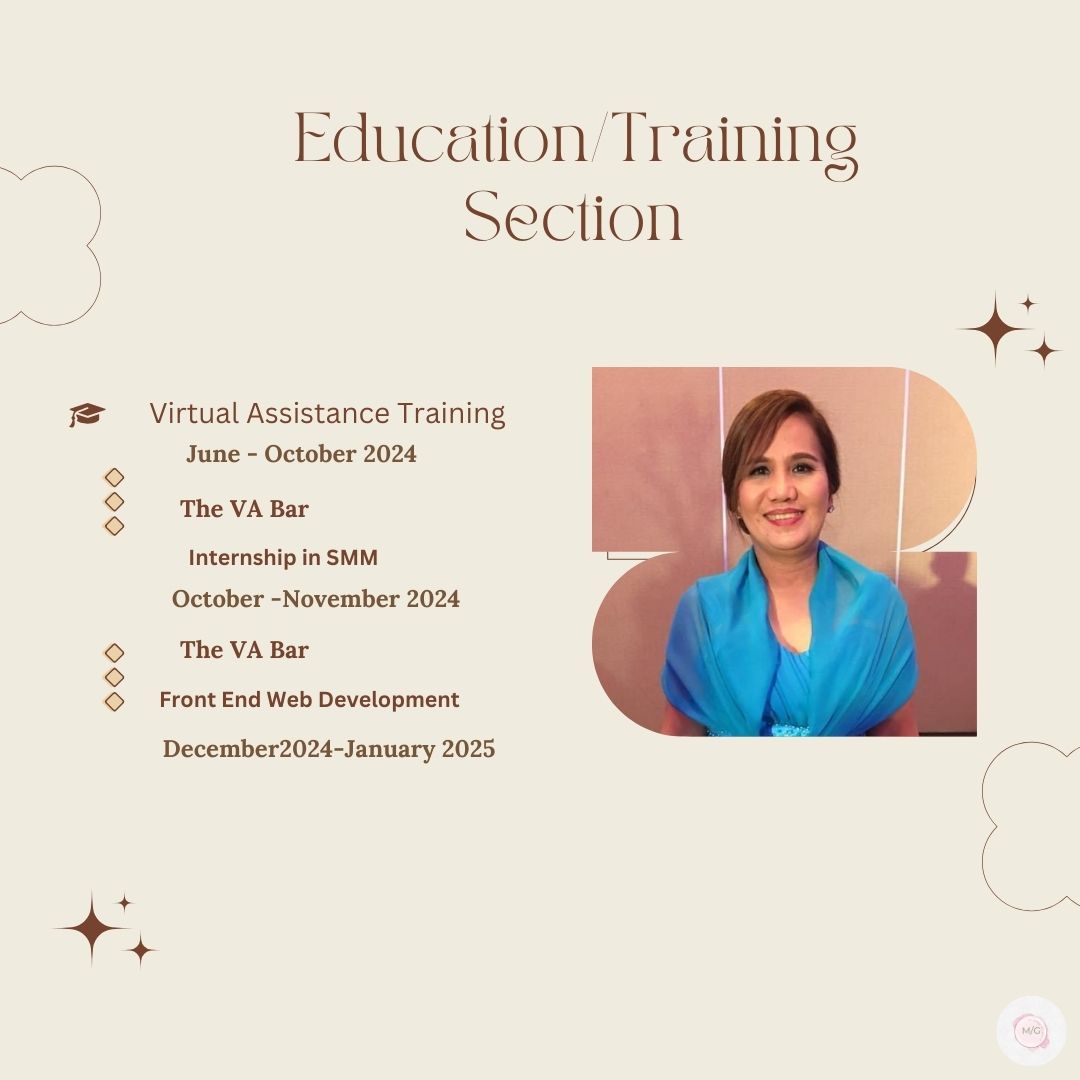 Education/Training
Section
Virtual Assistance Training
June - October 2024
The VA Bar
Internship in SMM
October -November 2024
The VA Bar
Front End Web Development
December2024-January 2025
M/G